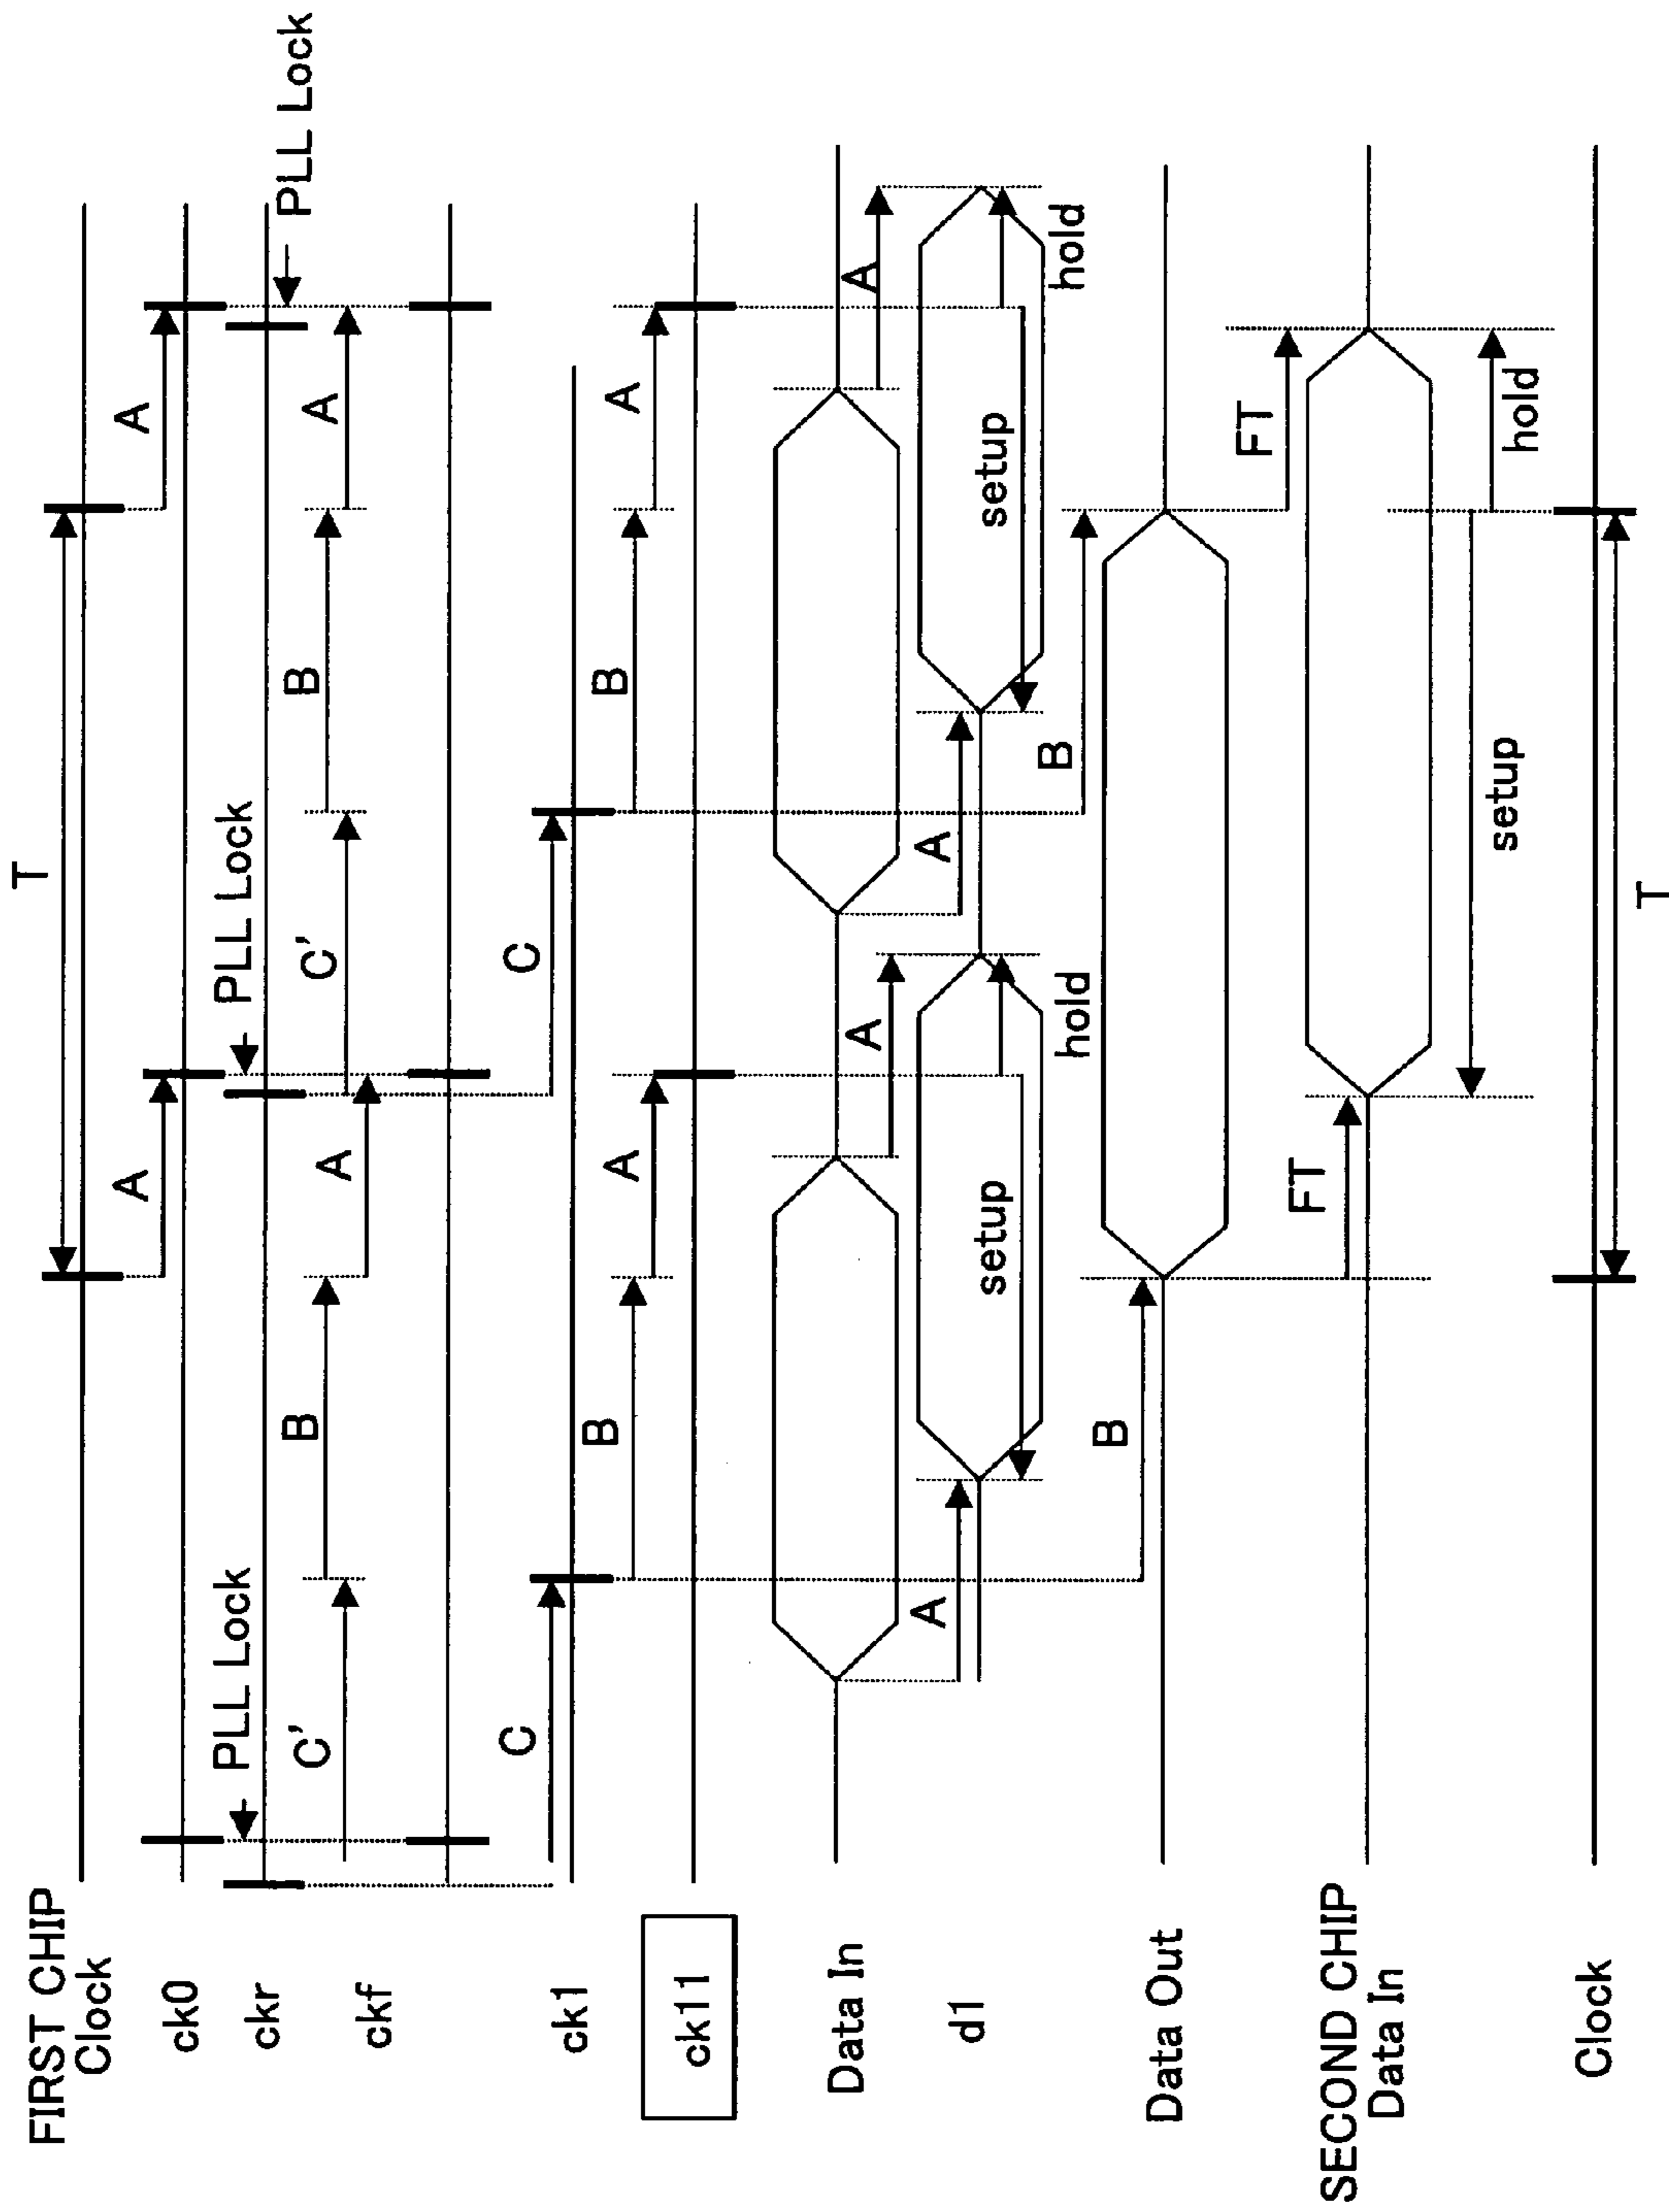 T
FIRST CHIP
Clock
A
A
ck0
PLL Lock
PLL Lock
PLL Lock
ckr
C'
B
A
C'
B
A
ckf
C
C
ck1
B
A
B
A
ck11
Data In
A
A
A
A
d1
setup
hold
setup
hold
B
B
Data Out
FT
FT
SECOND CHIP
Data In
setup
hold
Clock
T